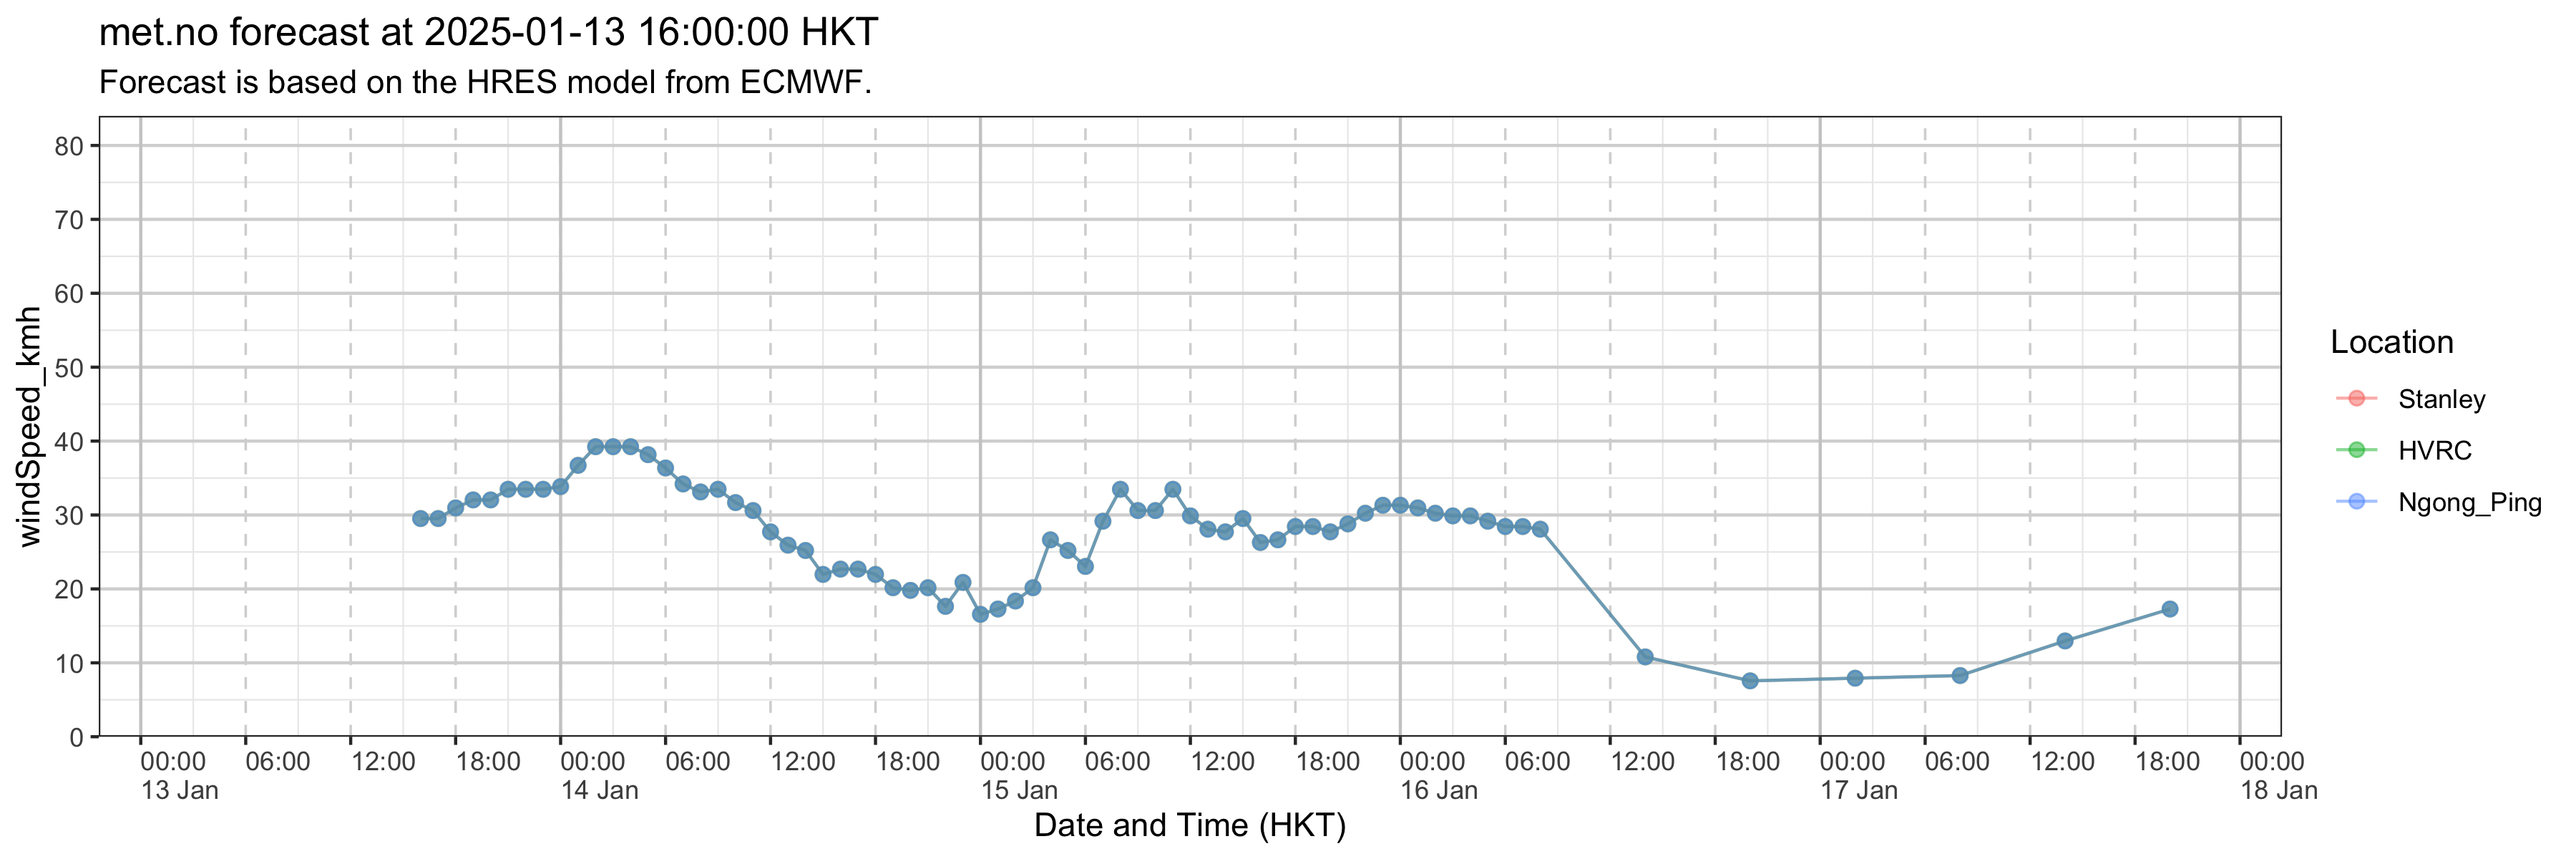 met.no forecast at 2025-01-13 16:00:00 HKT
Forecast is based on the HRES model from ECMWF.
windSpeed_kmh
80
70
60
50
40
30
20
10
0
00:00 06:00 12:00 18:00 00:00 06:00 12:00 18:00 00:00 06:00 12:00 18:00 00:00 06:00 12:00 18:00 00:00 06:00 12:00 18:00 00:00
13 Jan 14 Jan 15 Jan 16 Jan 17 Jan 18 Jan
Date and Time (HKT)
Location
Stanley
HVRC
Ngong_Ping